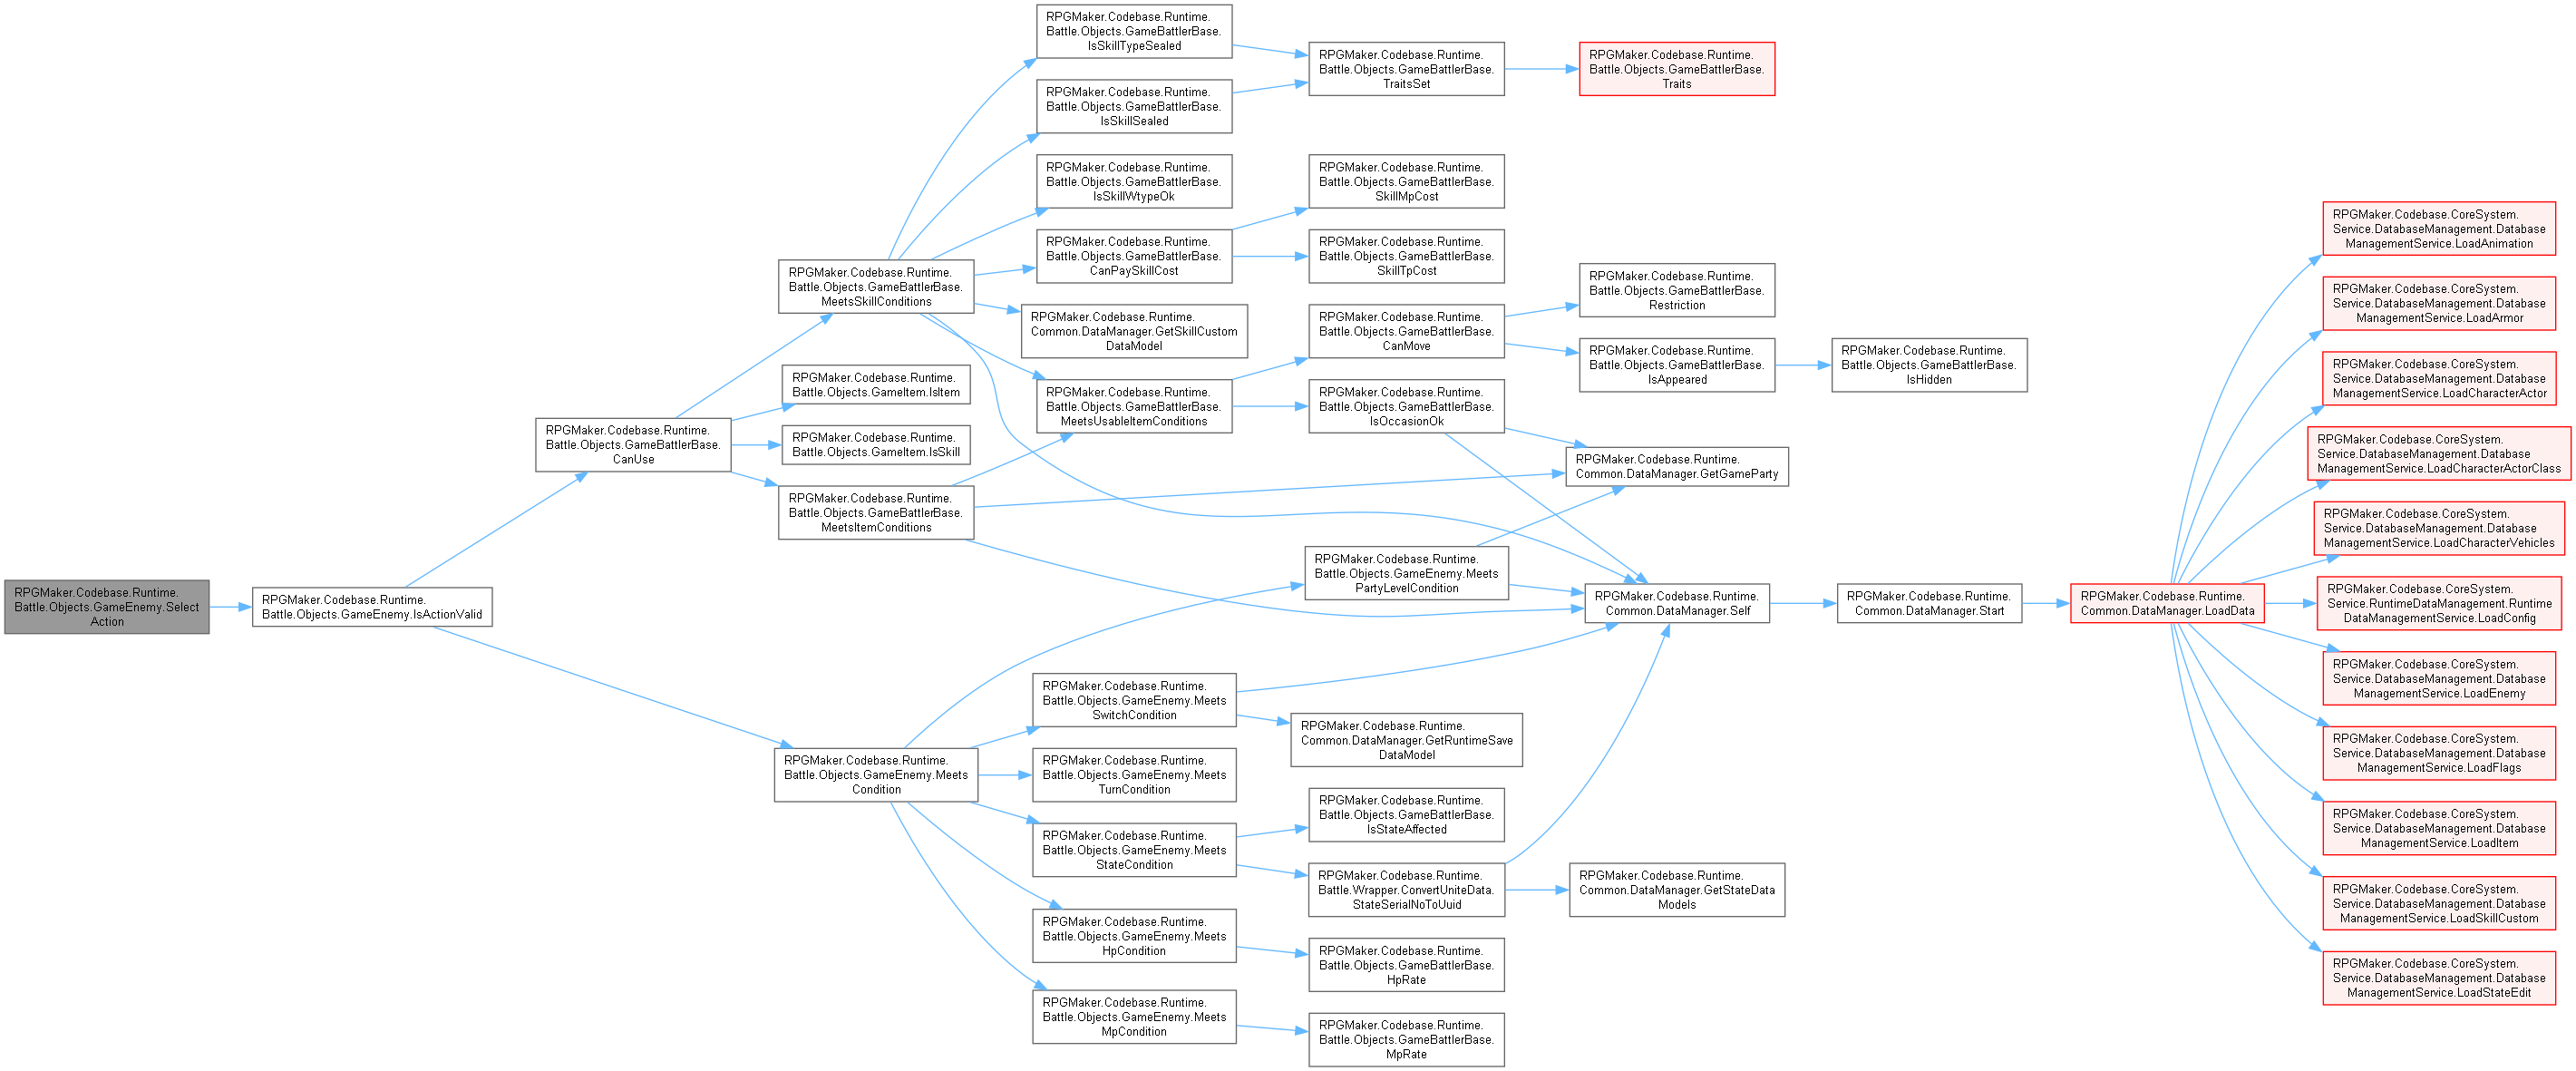 RPGMaker.Codebase.Runtime.
Battle.Objects.GameEnemy.Select
Action
RPGMaker.Codebase.Runtime.
Battle.Objects.GameEnemy.IsActionValid
RPGMaker.Codebase.Runtime.
Battle.Objects.GameBattlerBase.
CanUse
RPGMaker.Codebase.Runtime.
Battle.Objects.GameBattlerBase.
MeetsSkillConditions
RPGMaker.Codebase.Runtime.
Battle.Objects.GameItem.IsItem
RPGMaker.Codebase.Runtime.
Battle.Objects.GameItem.IsSkill
RPGMaker.Codebase.Runtime.
Battle.Objects.GameBattlerBase.
MeetsItemConditions
RPGMaker.Codebase.Runtime.
Battle.Objects.GameEnemy.Meets
Condition
RPGMaker.Codebase.Runtime.
Battle.Objects.GameBattlerBase.
IsSkillTypeSealed
RPGMaker.Codebase.Runtime.
Battle.Objects.GameBattlerBase.
IsSkillSealed
RPGMaker.Codebase.Runtime.
Battle.Objects.GameBattlerBase.
IsSkillWtypeOk
RPGMaker.Codebase.Runtime.
Battle.Objects.GameBattlerBase.
CanPaySkillCost
RPGMaker.Codebase.Runtime.
Common.DataManager.GetSkillCustom
DataModel
RPGMaker.Codebase.Runtime.
Battle.Objects.GameBattlerBase.
MeetsUsableItemConditions
RPGMaker.Codebase.Runtime.
Battle.Objects.GameEnemy.Meets
SwitchCondition
RPGMaker.Codebase.Runtime.
Battle.Objects.GameEnemy.Meets
TurnCondition
RPGMaker.Codebase.Runtime.
Battle.Objects.GameEnemy.Meets
StateCondition
RPGMaker.Codebase.Runtime.
Battle.Objects.GameEnemy.Meets
HpCondition
RPGMaker.Codebase.Runtime.
Battle.Objects.GameEnemy.Meets
MpCondition
RPGMaker.Codebase.Runtime.
Battle.Objects.GameBattlerBase.
TraitsSet
RPGMaker.Codebase.Runtime.
Battle.Objects.GameBattlerBase.
SkillMpCost
RPGMaker.Codebase.Runtime.
Battle.Objects.GameBattlerBase.
SkillTpCost
RPGMaker.Codebase.Runtime.
Battle.Objects.GameBattlerBase.
CanMove
RPGMaker.Codebase.Runtime.
Battle.Objects.GameBattlerBase.
IsOccasionOk
RPGMaker.Codebase.Runtime.
Battle.Objects.GameEnemy.Meets
PartyLevelCondition
RPGMaker.Codebase.Runtime.
Common.DataManager.GetRuntimeSave
DataModel
RPGMaker.Codebase.Runtime.
Battle.Objects.GameBattlerBase.
IsStateAffected
RPGMaker.Codebase.Runtime.
Battle.Wrapper.ConvertUniteData.
StateSerialNoToUuid
RPGMaker.Codebase.Runtime.
Battle.Objects.GameBattlerBase.
HpRate
RPGMaker.Codebase.Runtime.
Battle.Objects.GameBattlerBase.
MpRate
RPGMaker.Codebase.Runtime.
Battle.Objects.GameBattlerBase.
Traits
RPGMaker.Codebase.Runtime.
Battle.Objects.GameBattlerBase.
Restriction
RPGMaker.Codebase.Runtime.
Battle.Objects.GameBattlerBase.
IsAppeared
RPGMaker.Codebase.Runtime.
Common.DataManager.GetGameParty
RPGMaker.Codebase.Runtime.
Common.DataManager.Self
RPGMaker.Codebase.Runtime.
Common.DataManager.GetStateData
Models
RPGMaker.Codebase.Runtime.
Battle.Objects.GameBattlerBase.
IsHidden
RPGMaker.Codebase.Runtime.
Common.DataManager.Start
RPGMaker.Codebase.Runtime.
Common.DataManager.LoadData
RPGMaker.Codebase.CoreSystem.
Service.DatabaseManagement.Database
ManagementService.LoadAnimation
RPGMaker.Codebase.CoreSystem.
Service.DatabaseManagement.Database
ManagementService.LoadArmor
RPGMaker.Codebase.CoreSystem.
Service.DatabaseManagement.Database
ManagementService.LoadCharacterActor
RPGMaker.Codebase.CoreSystem.
Service.DatabaseManagement.Database
ManagementService.LoadCharacterActorClass
RPGMaker.Codebase.CoreSystem.
Service.DatabaseManagement.Database
ManagementService.LoadCharacterVehicles
RPGMaker.Codebase.CoreSystem.
Service.RuntimeDataManagement.Runtime
DataManagementService.LoadConfig
RPGMaker.Codebase.CoreSystem.
Service.DatabaseManagement.Database
ManagementService.LoadEnemy
RPGMaker.Codebase.CoreSystem.
Service.DatabaseManagement.Database
ManagementService.LoadFlags
RPGMaker.Codebase.CoreSystem.
Service.DatabaseManagement.Database
ManagementService.LoadItem
RPGMaker.Codebase.CoreSystem.
Service.DatabaseManagement.Database
ManagementService.LoadSkillCustom
RPGMaker.Codebase.CoreSystem.
Service.DatabaseManagement.Database
ManagementService.LoadStateEdit